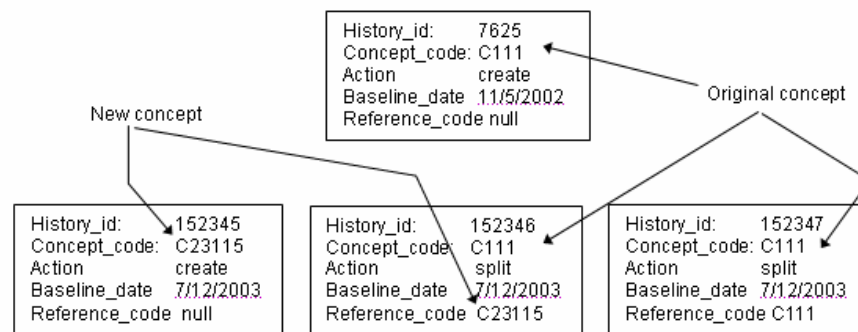 History_id: 7625
Concept_code: C111
Action create
Baseline_date 11/5/2002
Reference_code null
New concept
Original concept
History_id: 152345
Concept_code: C23115
Action create
Baseline_date 7/12/2003
Reference_code null
History_id: 152346
Concept_code: C111
Action split
Baseline_date 7/12/2003
Reference_code C23115
History_id: 152347
Concept_code: C111
Action split
Baseline_date 7/12/2003
Reference_code C111